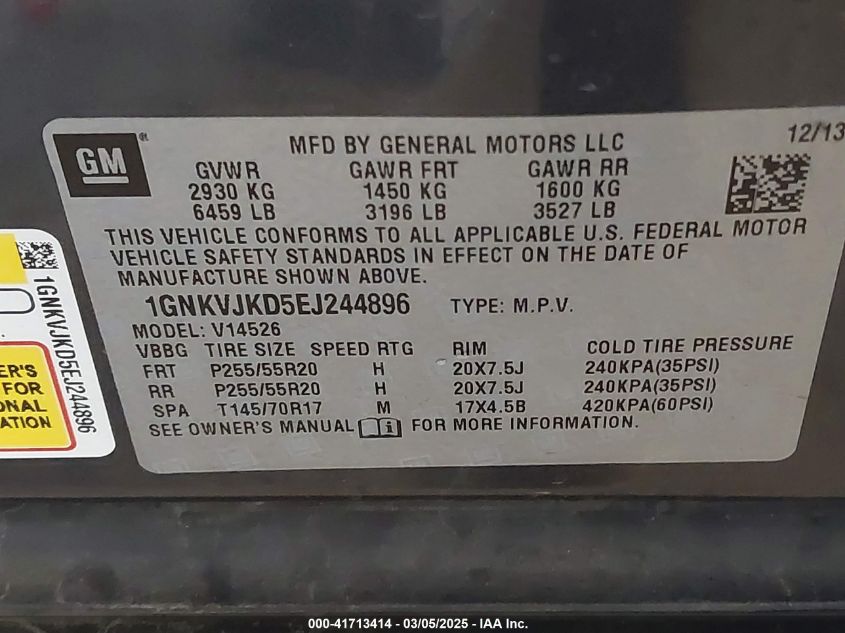 GM
MFD BY GENERAL MOTORS LLC
12/13
GVWR GAWR FRT GAWR RR
2930 KG 1450 KG 1600 KG
6459 LB 3196 LB 3527 LB
THIS VEHICLE CONFORMS TO ALL APPLICABLE U.S. FEDERAL MOTOR
VEHICLE SAFETY STANDARDS IN EFFECT ON THE DATE OF
MANUFACTURE SHOWN ABOVE.
1GNKVJKD5EJ244896 TYPE: M.P.V.
MODEL: V14526
VBBG TIRE SIZE SPEED RTG RIM COLD TIRE PRESSURE
FRT P255/55R20 H 20X7.5J 240KPA(35PSI)
RR P255/55R20 H 20X7.5J 240KPA(35PSI)
SPA T145/70R17 M 17X4.5B 420KPA(60PSI)
SEE OWNER'S MANUAL FOR MORE INFORMATION.
1GNKVJKD5EJ244896
ER'S
FOR
ONAL
ATION
000-41713414 - 03/05/2025 - IAA Inc.